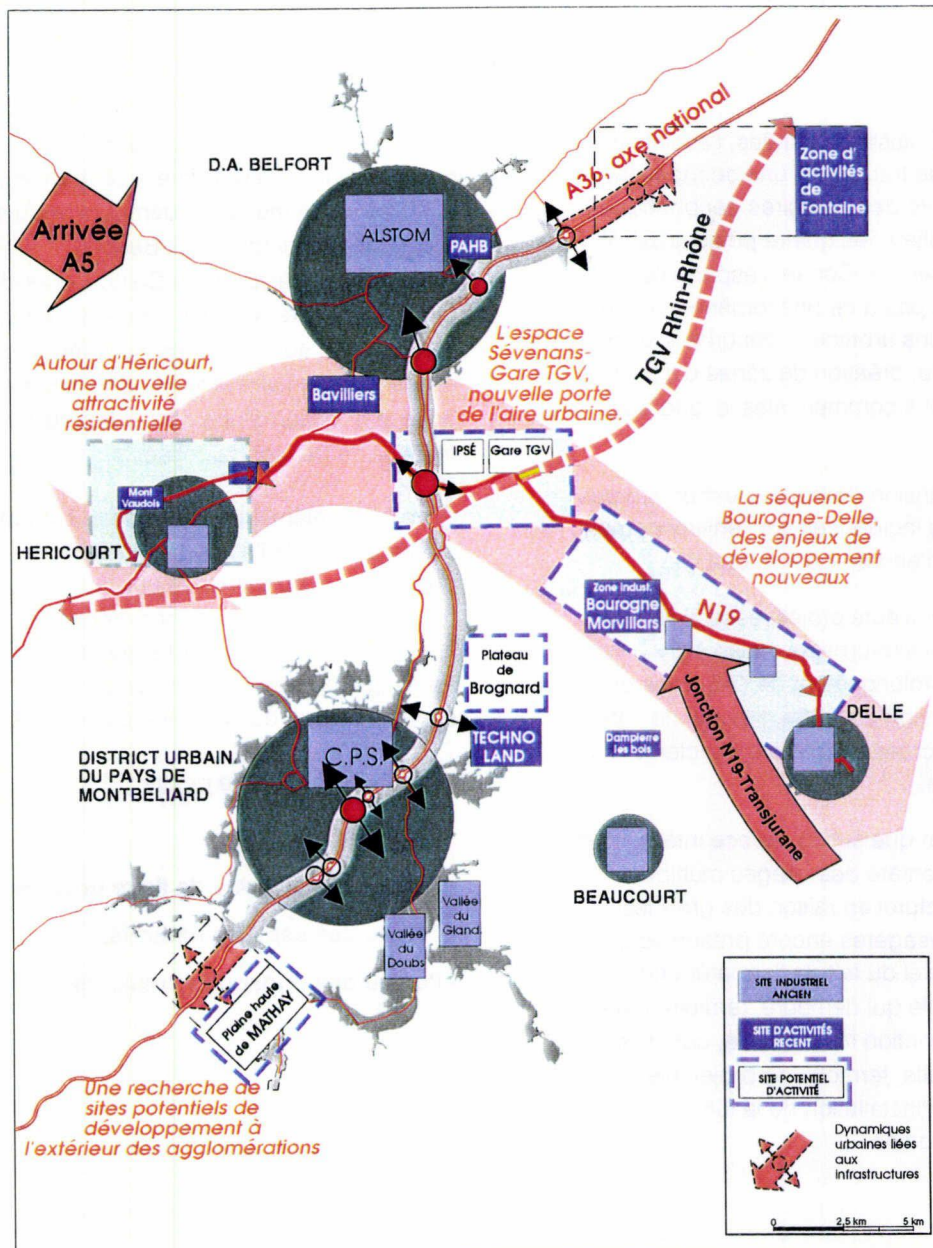 D.A. BELFORT
A36, axe national
Zone d'
activités
de
Fontaine
Arrivée
A5
ALSTOM
PAHB
TGV Rhin-Rhône
Autour d'Héricourt,
une nouvelle
attractivité
résidentielle
Bavilliers
L'espace
Sévenans-
Gare TGV,
nouvelle porte
de l'aire urbaine.
IPSÉ
Gare TGV
Mont
Vaudois
HERICOURT
La séquence
Bourogne-Delle,
des enjeux de
développement
nouveaux
Zone Indust.
Bourogne
Morvillars
N19
Plateau
de
Brognard
TECHNO
LAND
DELLE
Dampierre
les bois
Jonction N19-Transjurane
C.P.S.
DISTRICT URBAIN
DU PAYS DE
MONTBELIARD
BEAUCOURT
Vallée
du
Doubs
Vallée
du
Gland
Plaine haute
de MATHAY
Une recherche de
sites potentiels de
développement à
l'extérieur des agglomérations
SITE INDUSTRIEL
ANCIEN
SITE D'ACTIVITÉS
RECENT
SITE POTENTIEL
D'ACTIVITÉ
Dynamiques
urbaines liées
aux
infrastructures
0 2,5 km 5 km